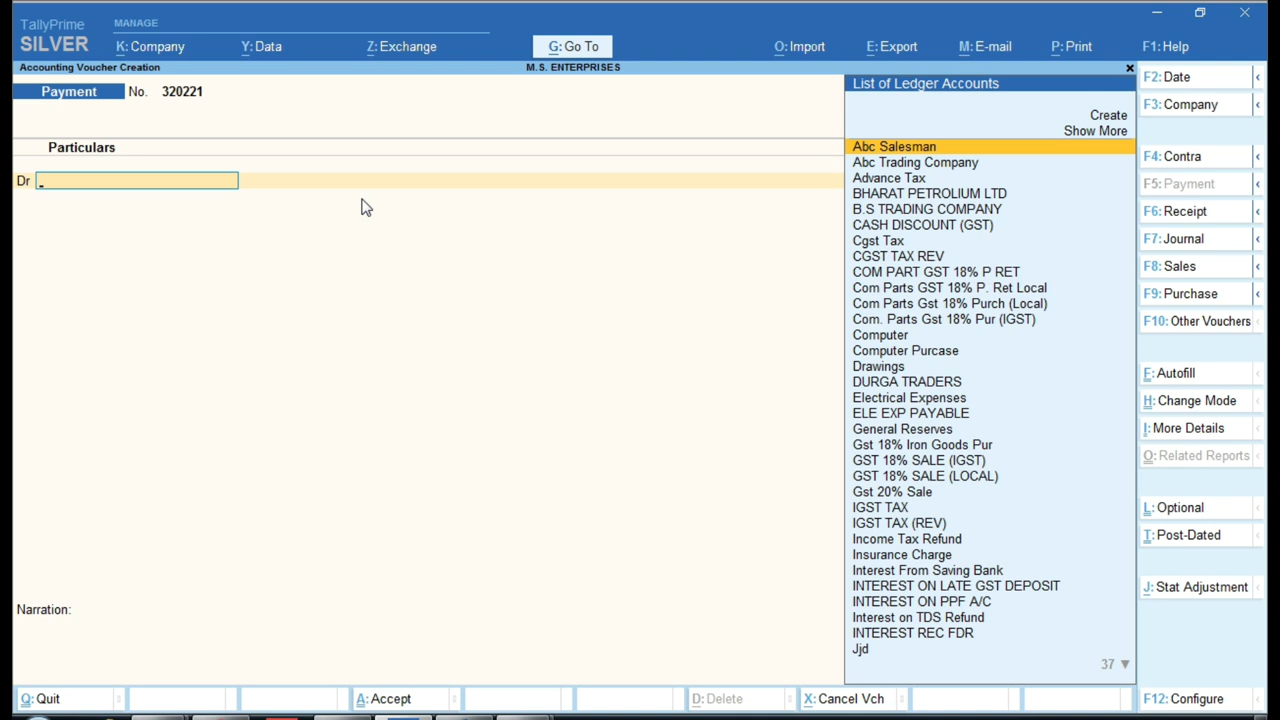 TallyPrime
MANAGE
SILVER
K: Company
Y: Data
Z: Exchange
G: Go To
O: Import
E: Export
M: E-mail
P: Print
F1: Help
Accounting Voucher Creation
M.S. ENTERPRISES
Payment No. 320221
Particulars
Dr
Narration:
List of Ledger Accounts
Create
Show More
Abc Salesman
Abc Trading Company
Advance Tax
BHARAT PETROLIUM LTD
B.S TRADING COMPANY
CASH DISCOUNT (GST)
Cgst Tax
CGST TAX REV
COM PART GST 18% P RET
Com Parts GST 18% P. Ret Local
Com Parts Gst 18% Purch (Local)
Com. Parts Gst 18% Pur (IGST)
Computer
Computer Purcase
Drawings
DURGA TRADERS
Electrical Expenses
ELE EXP PAYABLE
General Reserves
Gst 18% Iron Goods Pur
GST 18% SALE (IGST)
GST 18% SALE (LOCAL)
Gst 20% Sale
IGST TAX
IGST TAX (REV)
Income Tax Refund
Insurance Charge
Interest From Saving Bank
INTEREST ON LATE GST DEPOSIT
INTEREST ON PPF A/C
Interest on TDS Refund
INTEREST REC FDR
Jjd
37 ▼
F2: Date
F3: Company
F4: Contra
F5: Payment
F6: Receipt
F7: Journal
F8: Sales
F9: Purchase
F10: Other Vouchers
F: Autofill
H: Change Mode
I: More Details
O: Related Reports
L: Optional
T: Post-Dated
J: Stat Adjustment
Q: Quit
A: Accept
D: Delete
X: Cancel Vch
F12: Configure